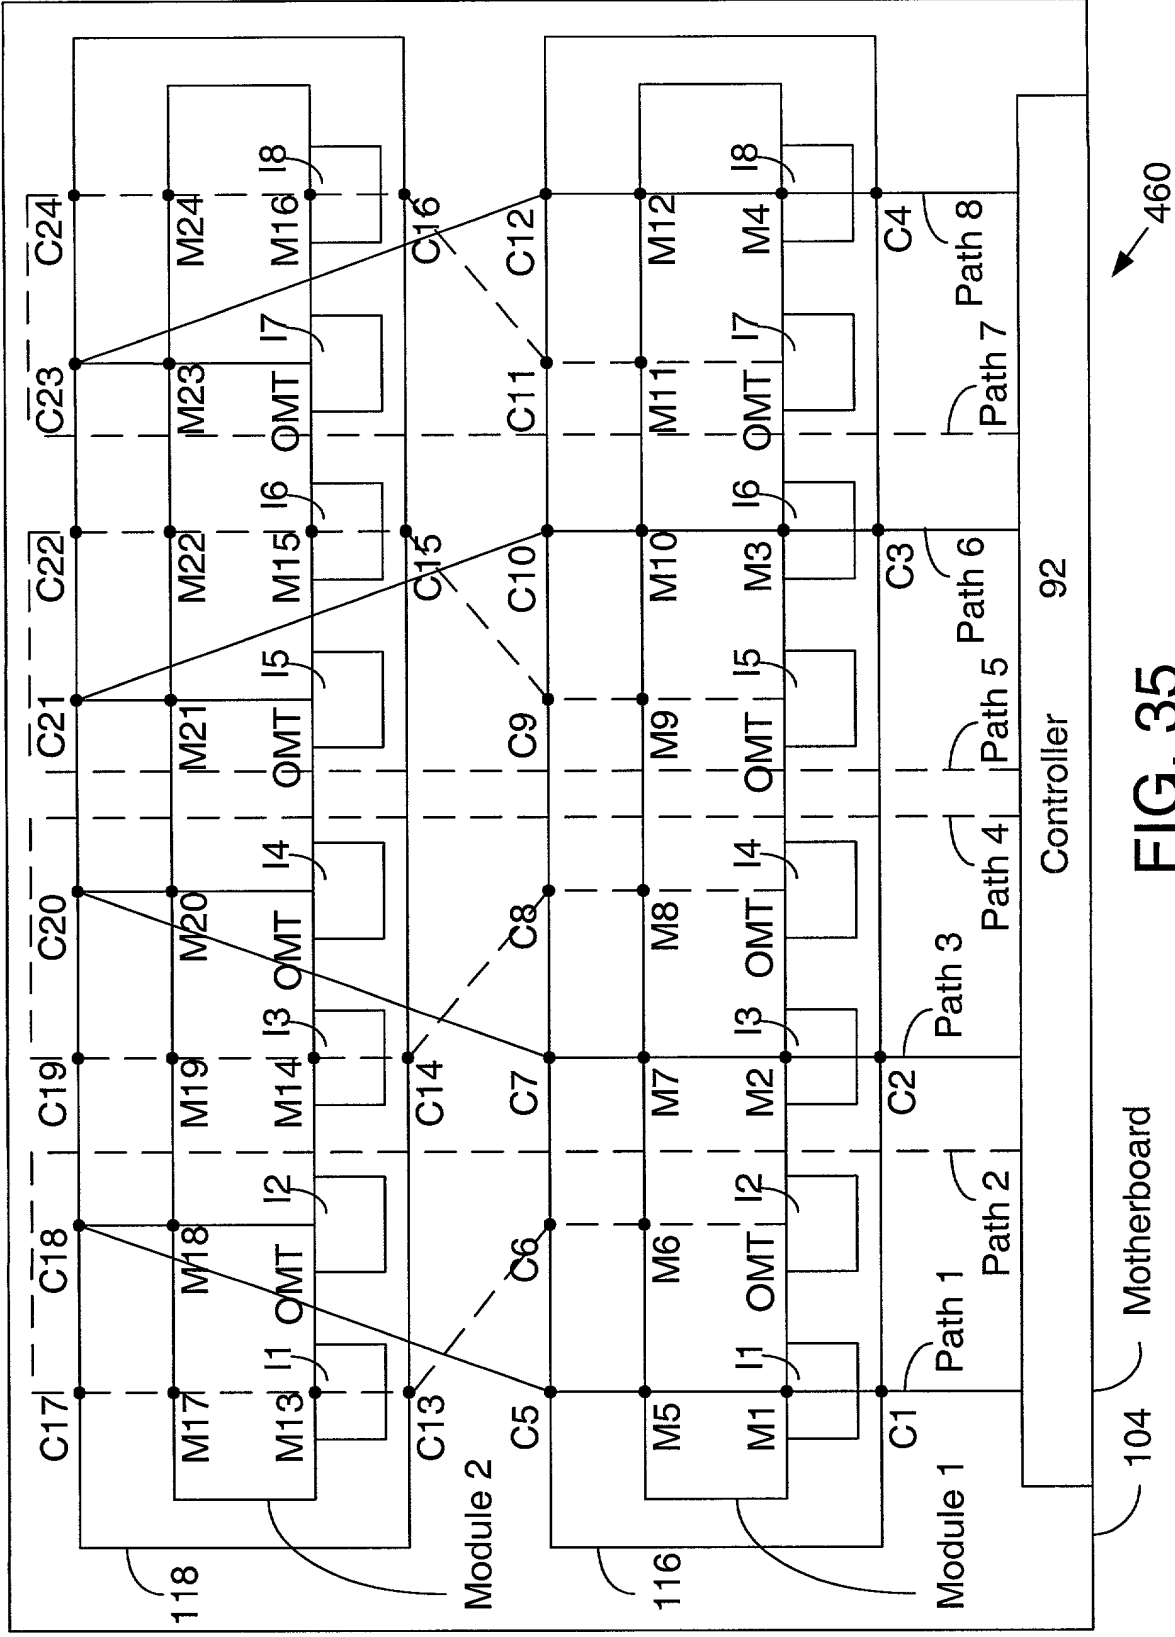 C17 C18 C19 C20 C21 C22 C23 C24
M17 M18 M19 M20 M21 M22 M23 M24
M13 I1 OMT I2 M14 I3 OMT I4 OMT I5 M15 I6 OMT I7 M16 I8
C13 C14 C15 C16
118
Module 2
C5 C6 C7 C8 C9 C10 C11 C12
M5 M6 M7 M8 M9 M10 M11 M12
M1 I1 OMT I2 M2 I3 OMT I4 OMT I5 M3 I6 OMT I7 M4 I8
C1 C2 C3 C4
116
Module 1
Path 1
Path 2
Path 3
Path 4
Path 5
Path 6
Path 7
Path 8
Controller 92
104
Motherboard
460
FIG. 35